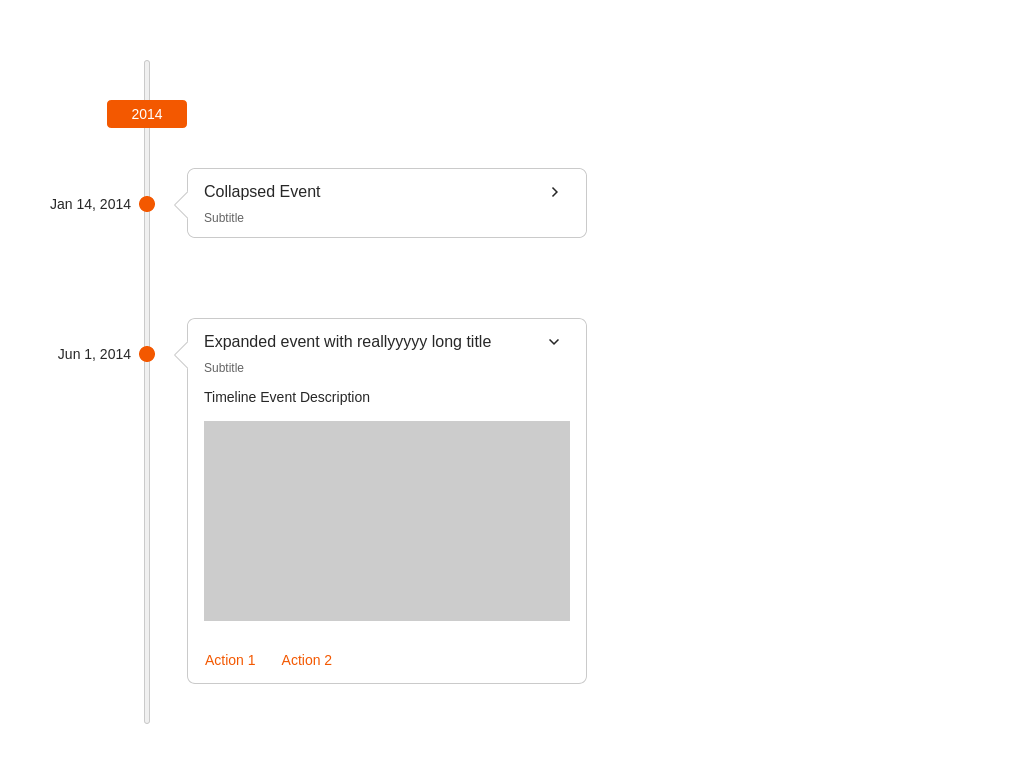 2014
Jan 14, 2014
Collapsed Event
Subtitle
Jun 1, 2014
Expanded event with reallyyyyy long title
Subtitle
Timeline Event Description
Action 1 Action 2